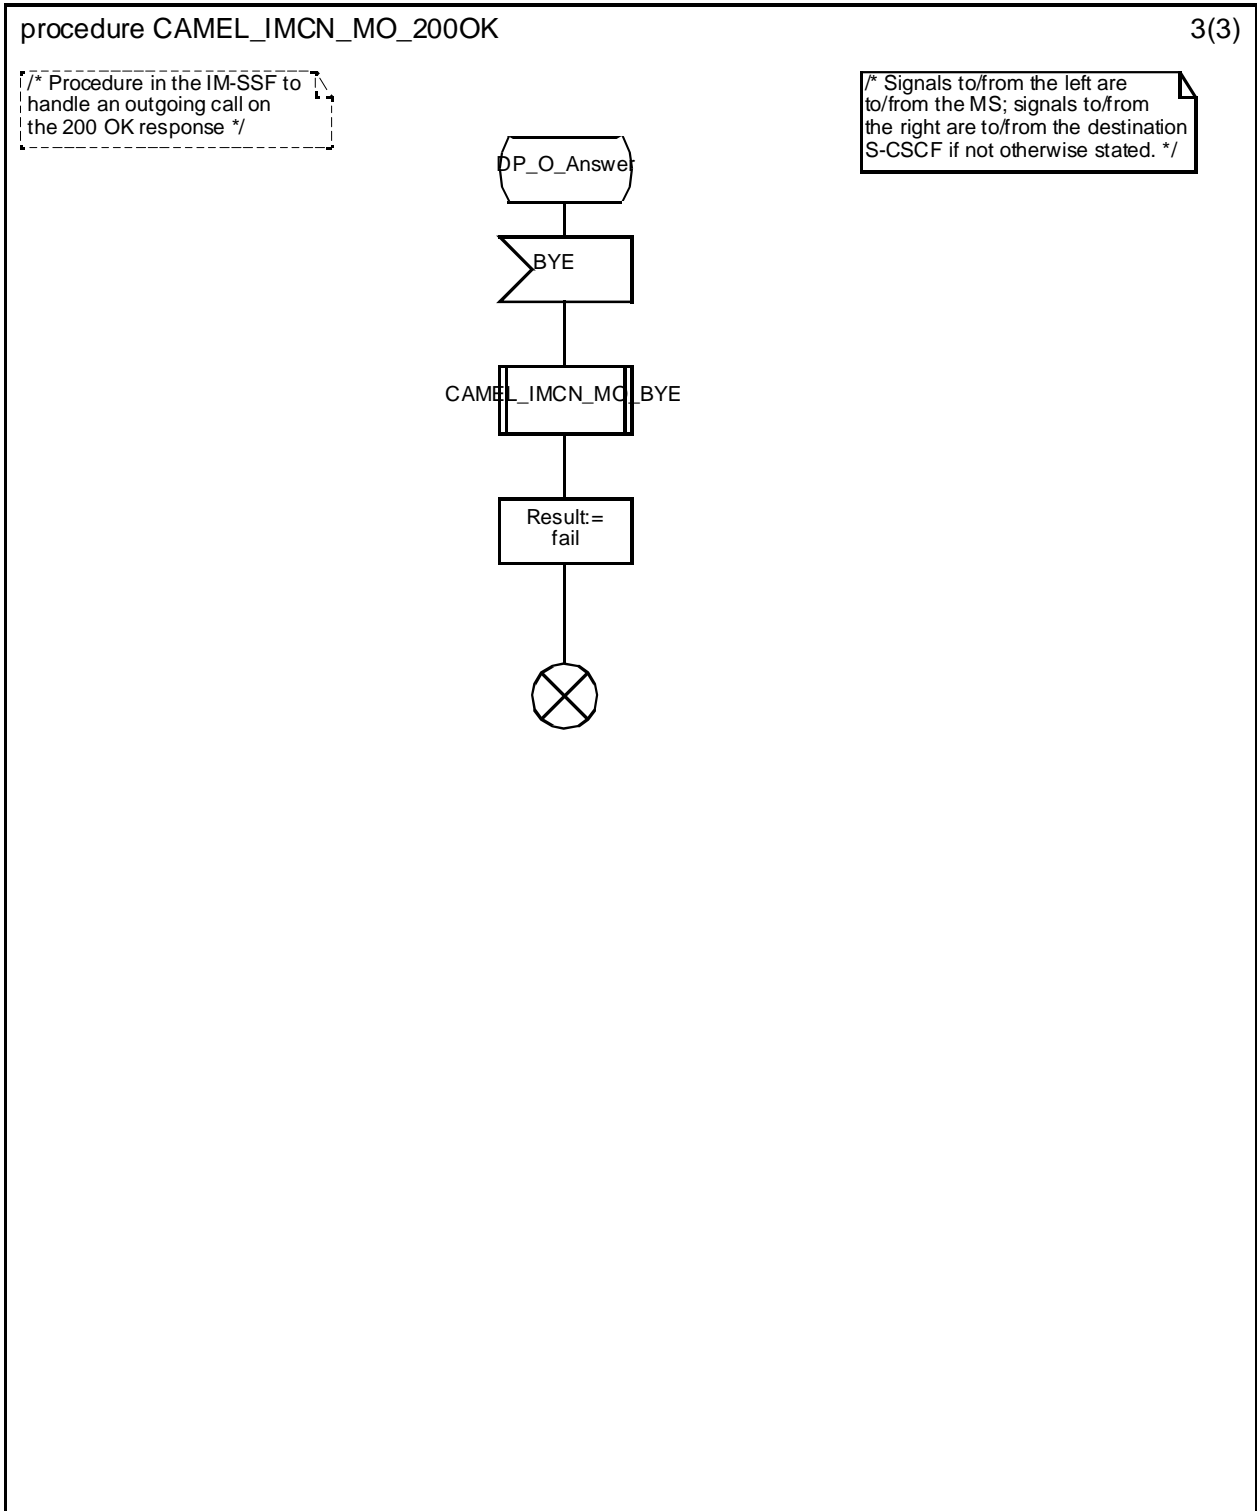 procedure CAMEL_IMCN_MO_200OK 3(3)
/* Procedure in the IM-SSF to
handle an outgoing call on
the 200 OK response */
/* Signals to/from the left are
to/from the MS; signals to/from
the right are to/from the destination
S-CSCF if not otherwise stated. */
DP_O_Answer
BYE
CAMEL_IMCN_MO_BYE
Result:=
fail